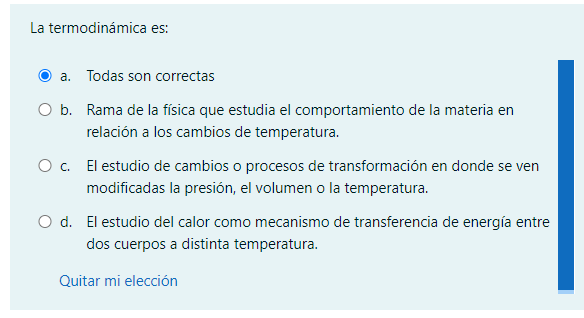 La termodinámica es:
a. Todas son correctas
b. Rama de la física que estudia el comportamiento de la materia en
relación a los cambios de temperatura.
c. El estudio de cambios o procesos de transformación en donde se ven
modificadas la presión, el volumen o la temperatura.
d. El estudio del calor como mecanismo de transferencia de energía entre
dos cuerpos a distinta temperatura.
Quitar mi elección